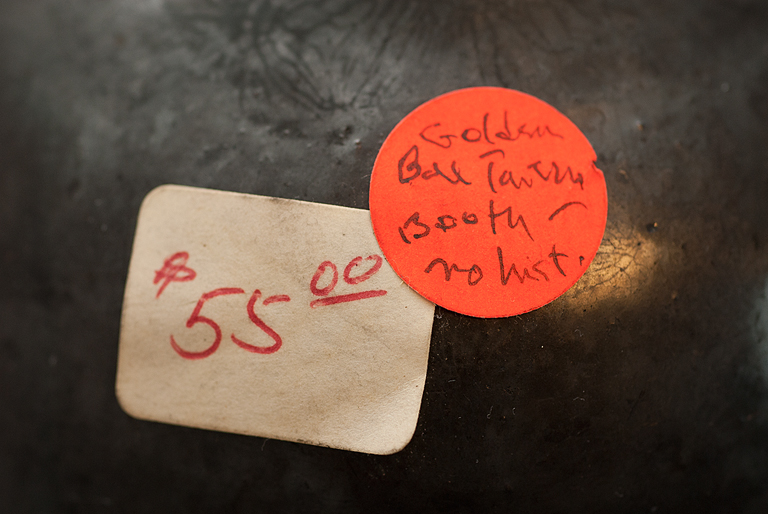 $55.00
Golden
Ball Tavern
Booth –
no hist.